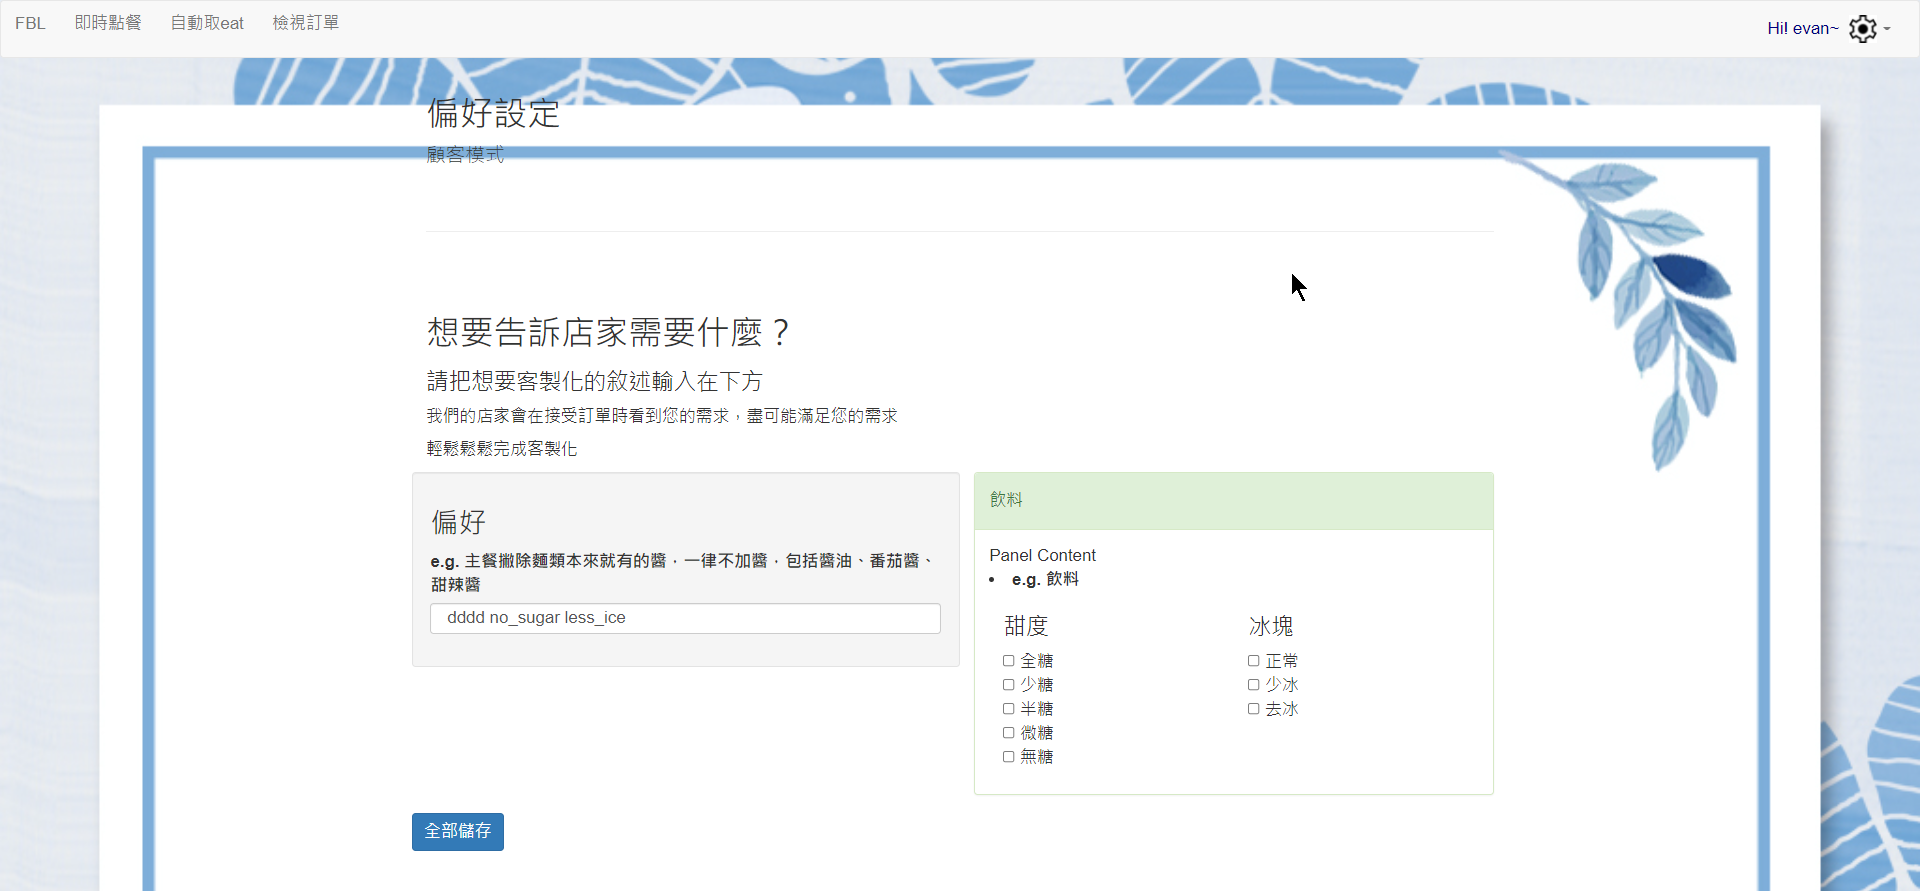 FBL 即時點餐 自動取eat 檢視訂單 Hi! evan~
偏好設定
顧客模式
想要告訴店家需要什麼？
請把想要客製化的敘述輸入在下方
我們的店家會在接受訂單時看到您的需求，盡可能滿足您的需求
輕鬆鬆鬆完成客製化
偏好
e.g. 主餐撇除麵類本來就有的醬，一律不加醬，包括醬油、番茄醬、
甜辣醬
dddd no_sugar less_ice
飲料
Panel Content
e.g. 飲料
甜度 冰塊
全糖 正常
少糖 少冰
半糖 去冰
微糖
無糖
全部儲存